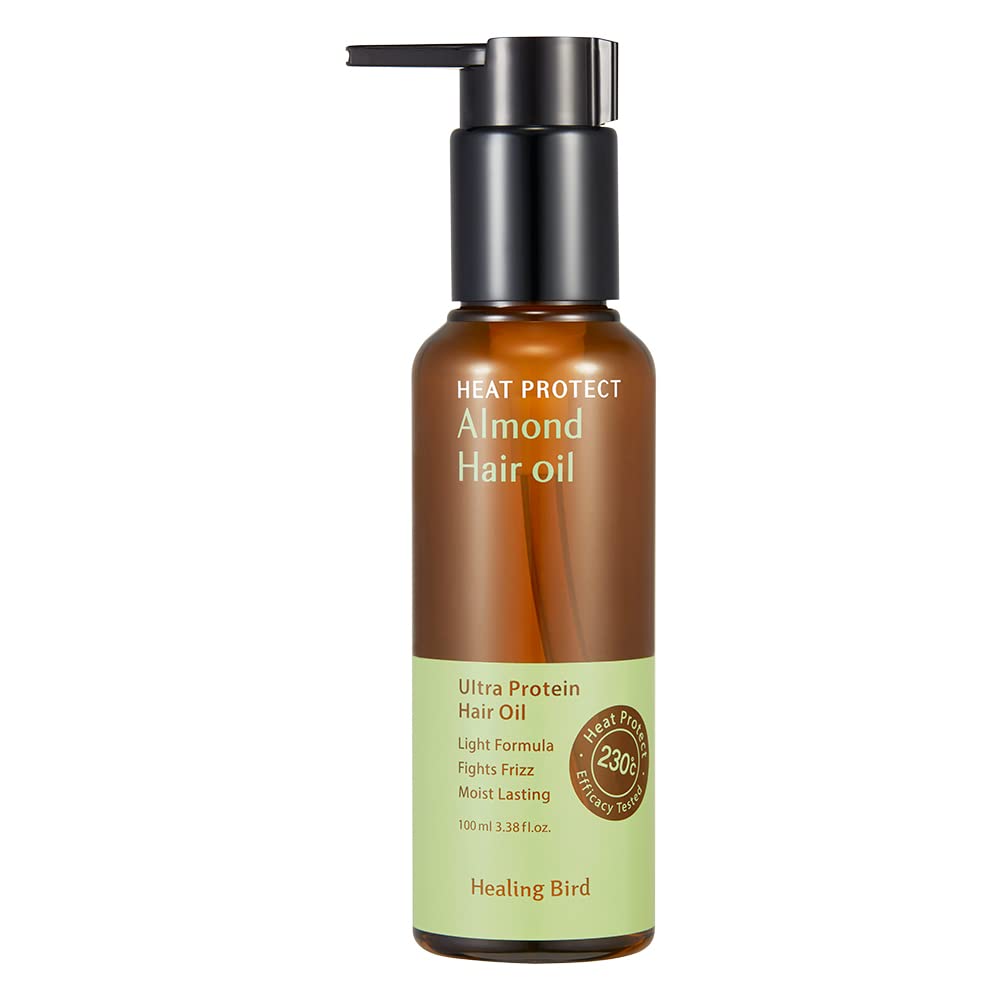 HEAT PROTECT
Almond
Hair oil
Ultra Protein
Hair Oil
Light Formula
Fights Frizz
Moist Lasting
100 ml 3.38 fl.oz.
· Heat Protect ·
230℃
Efficacy Tested
Healing Bird